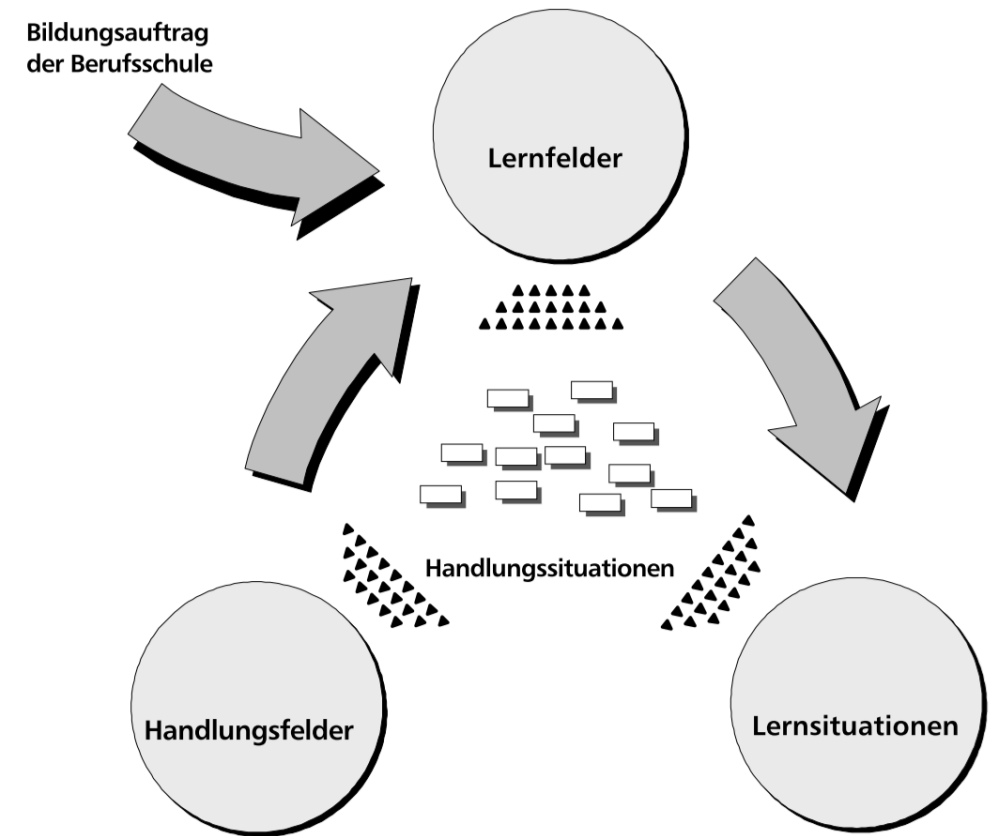 Bildungsauftrag
der Berufsschule
Lernfelder
Handlungssituationen
Handlungsfelder
Lernsituationen